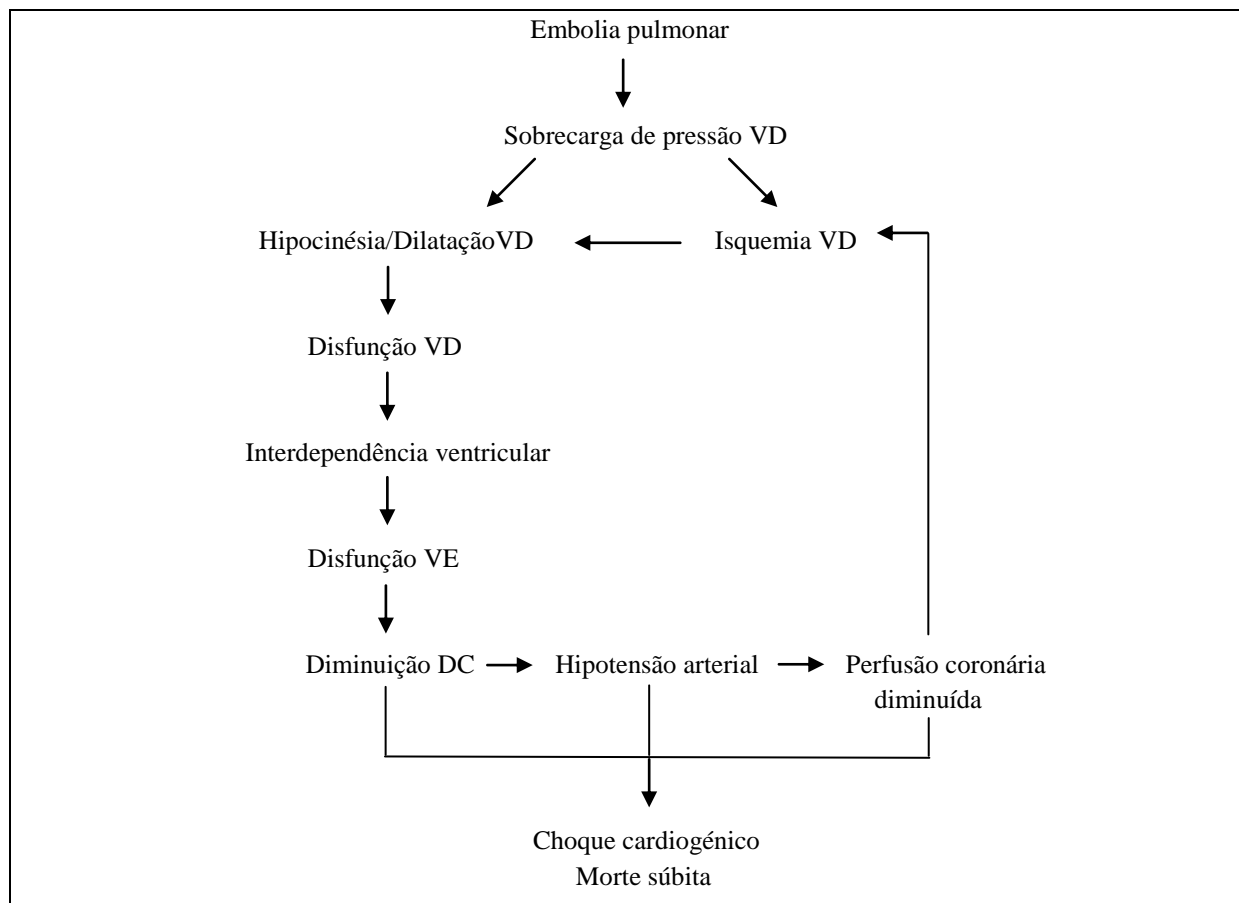 Embolia pulmonar
Sobrecarga de pressão VD
Hipocinésia/DilataçãoVD
Isquemia VD
Disfunção VD
Interdependência ventricular
Disfunção VE
Diminuição DC
Hipotensão arterial
Perfusão coronária
diminuída
Choque cardiogénico
Morte súbita